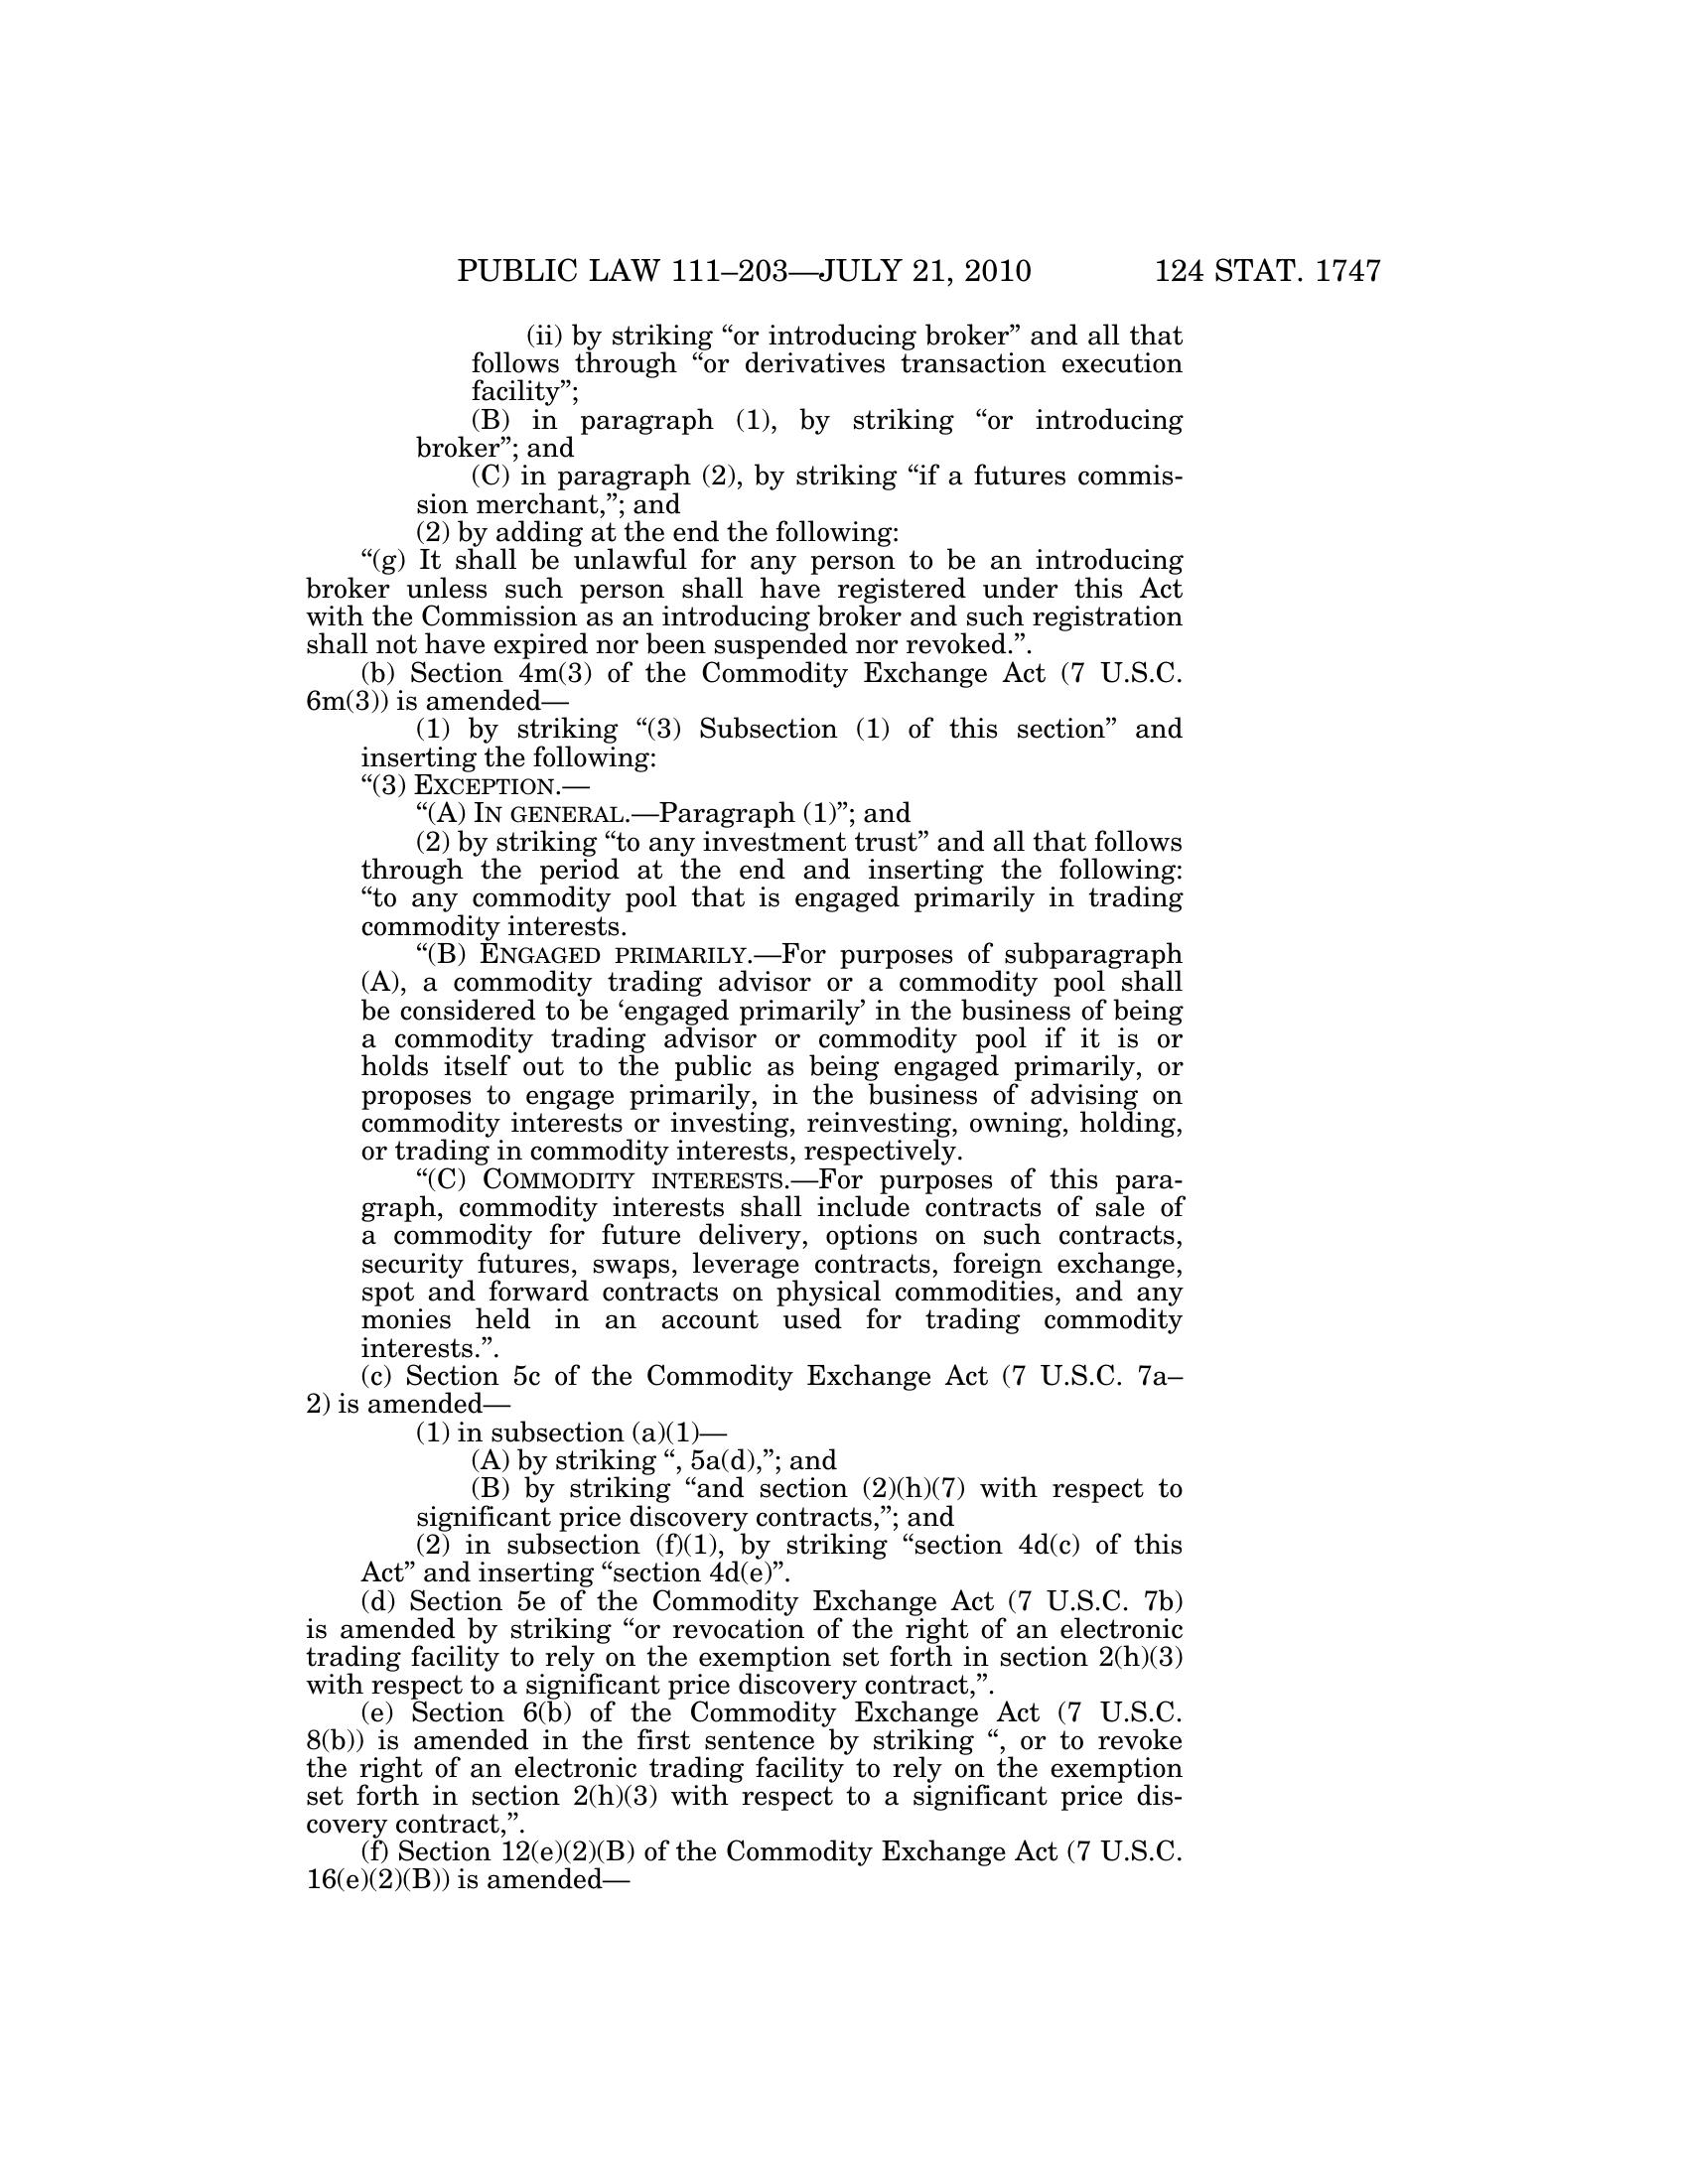 PUBLIC LAW 111–203—JULY 21, 2010 124 STAT. 1747
(ii) by striking “or introducing broker” and all that
follows through “or derivatives transaction execution
facility”;
(B) in paragraph (1), by striking “or introducing
broker”; and
(C) in paragraph (2), by striking “if a futures commis-
sion merchant,”; and
(2) by adding at the end the following:
“(g) It shall be unlawful for any person to be an introducing
broker unless such person shall have registered under this Act
with the Commission as an introducing broker and such registration
shall not have expired nor been suspended nor revoked.”.
(b) Section 4m(3) of the Commodity Exchange Act (7 U.S.C.
6m(3)) is amended—
(1) by striking “(3) Subsection (1) of this section” and
inserting the following:
“(3) EXCEPTION.—
“(A) IN GENERAL.—Paragraph (1)”; and
(2) by striking “to any investment trust” and all that follows
through the period at the end and inserting the following:
“to any commodity pool that is engaged primarily in trading
commodity interests.
“(B) ENGAGED PRIMARILY.—For purposes of subparagraph
(A), a commodity trading advisor or a commodity pool shall
be considered to be ‘engaged primarily’ in the business of being
a commodity trading advisor or commodity pool if it is or
holds itself out to the public as being engaged primarily, or
proposes to engage primarily, in the business of advising on
commodity interests or investing, reinvesting, owning, holding,
or trading in commodity interests, respectively.
“(C) COMMODITY INTERESTS.—For purposes of this para-
graph, commodity interests shall include contracts of sale of
a commodity for future delivery, options on such contracts,
security futures, swaps, leverage contracts, foreign exchange,
spot and forward contracts on physical commodities, and any
monies held in an account used for trading commodity
interests.”.
(c) Section 5c of the Commodity Exchange Act (7 U.S.C. 7a–
2) is amended—
(1) in subsection (a)(1)—
(A) by striking “, 5a(d),”; and
(B) by striking “and section (2)(h)(7) with respect to
significant price discovery contracts,”; and
(2) in subsection (f)(1), by striking “section 4d(c) of this
Act” and inserting “section 4d(e)”.
(d) Section 5e of the Commodity Exchange Act (7 U.S.C. 7b)
is amended by striking “or revocation of the right of an electronic
trading facility to rely on the exemption set forth in section 2(h)(3)
with respect to a significant price discovery contract,”.
(e) Section 6(b) of the Commodity Exchange Act (7 U.S.C.
8(b)) is amended in the first sentence by striking “, or to revoke
the right of an electronic trading facility to rely on the exemption
set forth in section 2(h)(3) with respect to a significant price dis-
covery contract,”.
(f) Section 12(e)(2)(B) of the Commodity Exchange Act (7 U.S.C.
16(e)(2)(B)) is amended—